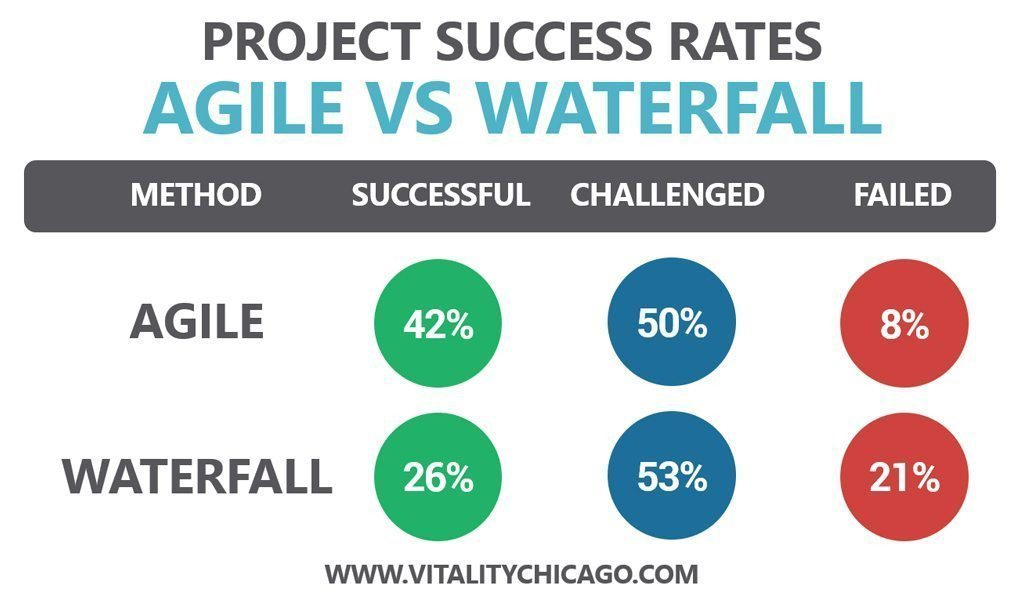 PROJECT SUCCESS RATES
AGILE VS WATERFALL
METHOD SUCCESSFUL CHALLENGED FAILED
AGILE 42% 50% 8%
WATERFALL 26% 53% 21%
WWW.VITALITYCHICAGO.COM